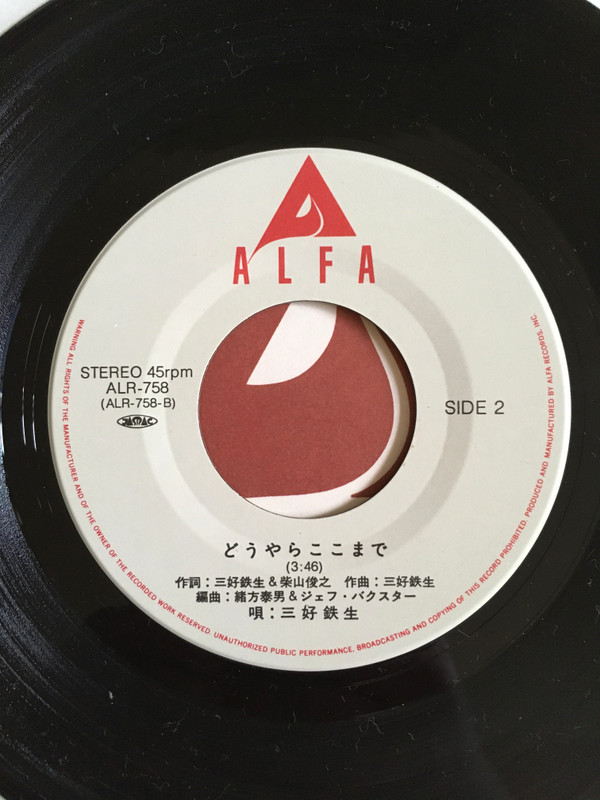 ALFA
STEREO 45rpm
ALR-758
(ALR-758-B)
JASRAC
SIDE 2
どうやらここまで
(3:46)
作詞：三好鉄生&柴山俊之 作曲：三好鉄生
編曲：緒方泰男&ジェフ・バクスター
唄：三好鉄生
WARNING: ALL RIGHTS OF THE MANUFACTURER AND OF THE OWNER OF THE RECORDED WORK RESERVED. UNAUTHORIZED PUBLIC PERFORMANCE, BROADCASTING AND COPYING OF THIS RECORD PROHIBITED. PRODUCED AND MANUFACTURED BY ALFA RECORDS, INC.